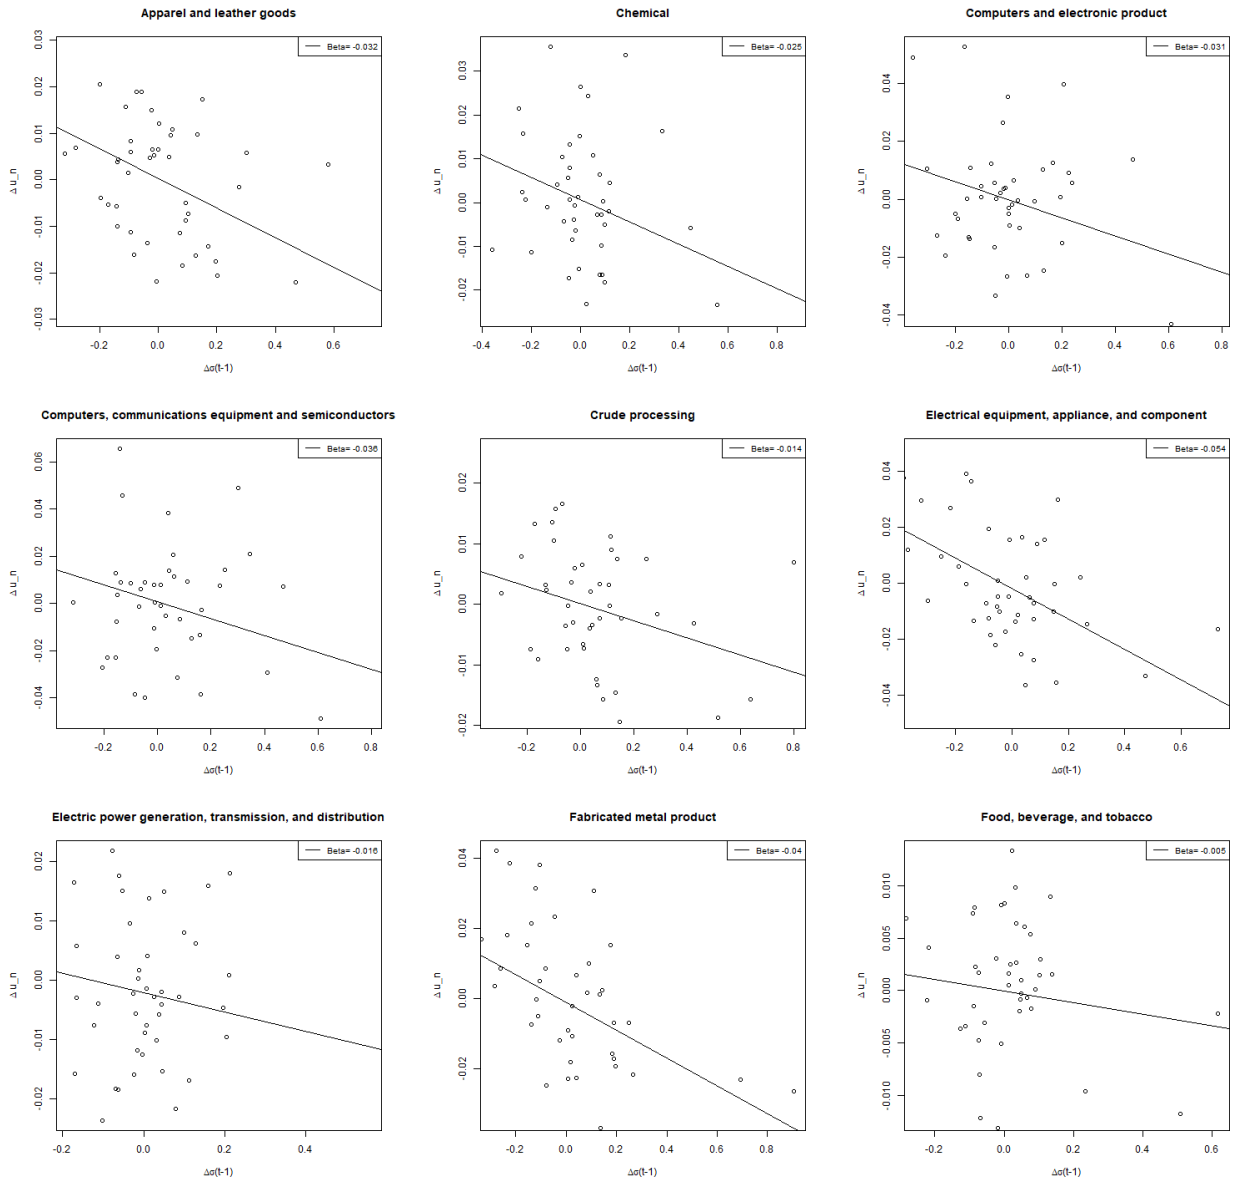 Apparel and leather goods
Beta= -0.032
Δ u_n
0.03
0.02
0.01
0.00
-0.01
-0.02
-0.03
-0.2 0.0 0.2 0.4 0.6
Δσ(t-1)
Chemical
Beta= -0.025
Δ u_n
0.03
0.02
0.01
0.00
-0.01
-0.02
-0.4 -0.2 0.0 0.2 0.4 0.6 0.8
Δσ(t-1)
Computers and electronic product
Beta= -0.031
Δ u_n
0.04
0.02
0.00
-0.02
-0.04
-0.2 0.0 0.2 0.4 0.6 0.8
Δσ(t-1)
Computers, communications equipment and semiconductors
Beta= -0.036
Δ u_n
0.06
0.04
0.02
0.00
-0.02
-0.04
-0.2 0.0 0.2 0.4 0.6 0.8
Δσ(t-1)
Crude processing
Beta= -0.014
Δ u_n
0.02
0.01
0.00
-0.01
-0.02
-0.2 0.0 0.2 0.4 0.6 0.8
Δσ(t-1)
Electrical equipment, appliance, and component
Beta= -0.054
Δ u_n
0.04
0.02
0.00
-0.02
-0.04
-0.2 0.0 0.2 0.4 0.6
Δσ(t-1)
Electric power generation, transmission, and distribution
Beta= -0.016
Δ u_n
0.02
0.01
0.00
-0.01
-0.02
-0.2 0.0 0.2 0.4
Δσ(t-1)
Fabricated metal product
Beta= -0.04
Δ u_n
0.04
0.02
0.00
-0.02
-0.2 0.0 0.2 0.4 0.6 0.8
Δσ(t-1)
Food, beverage, and tobacco
Beta= -0.005
Δ u_n
0.010
0.005
0.000
-0.005
-0.010
-0.2 0.0 0.2 0.4 0.6
Δσ(t-1)